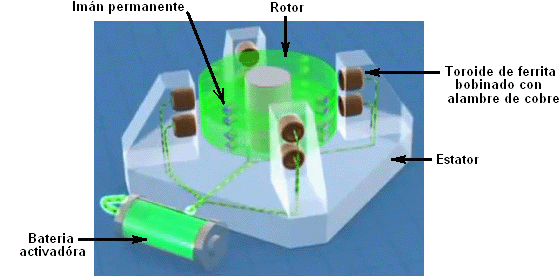 Imán permanente
Rotor
Toroide de ferrita
bobinado con
alambre de cobre
Estator
Bateria
activadóra